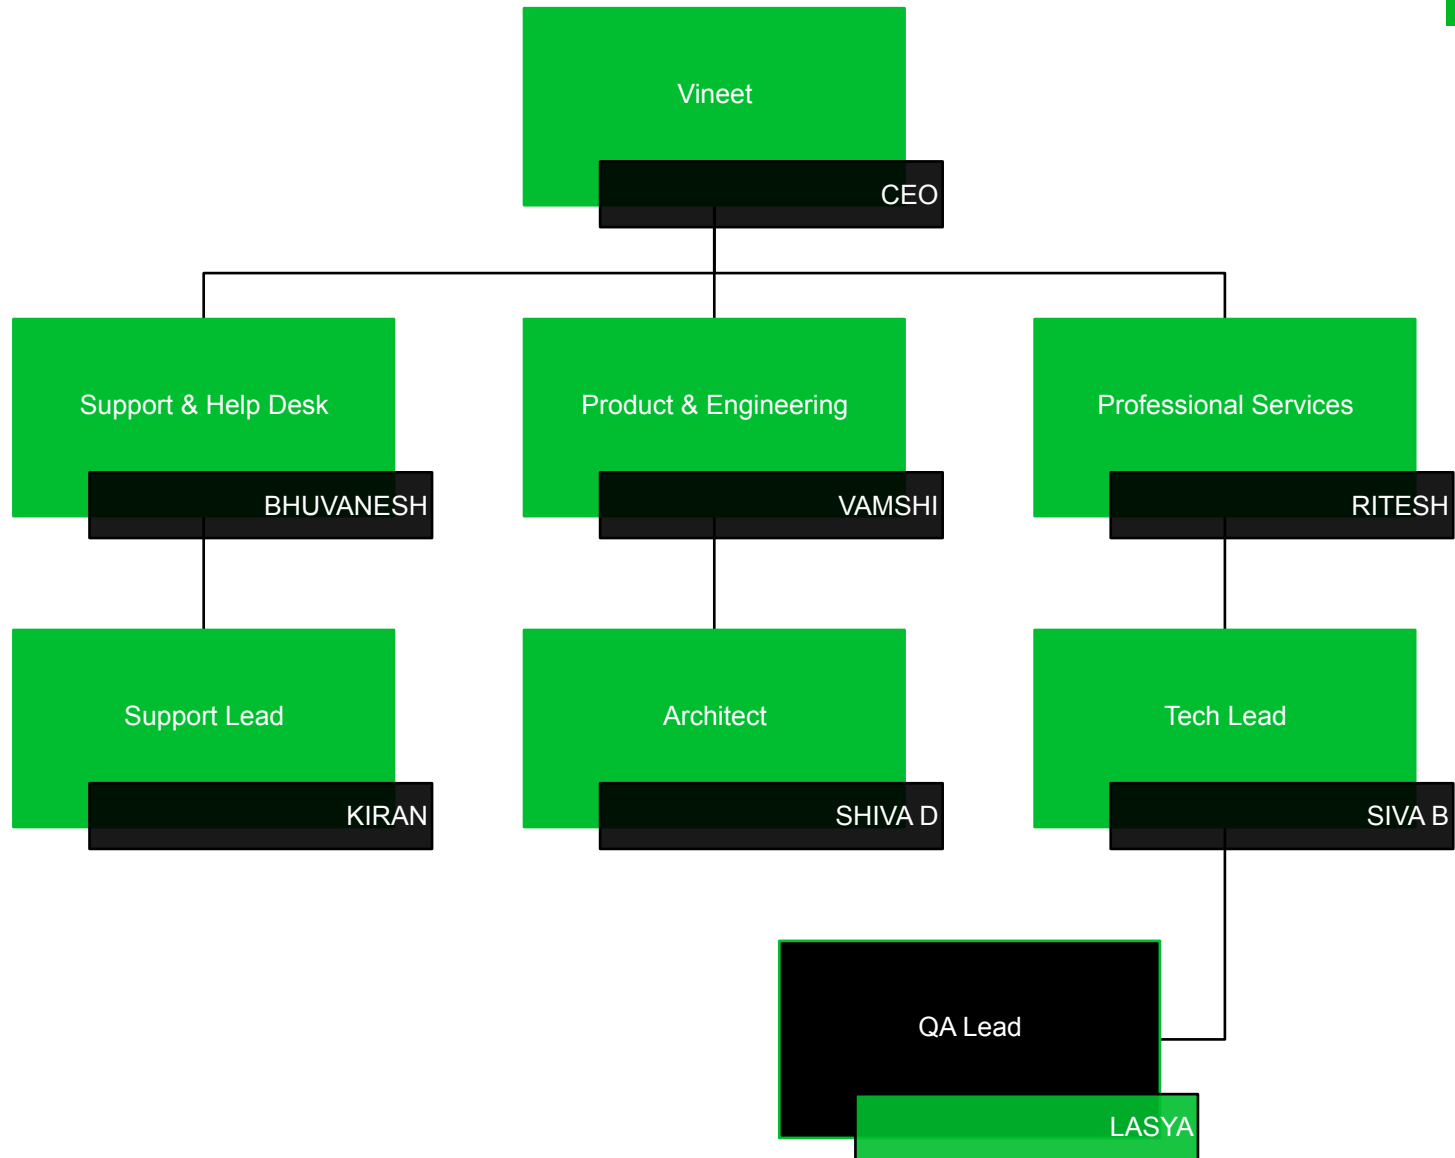 Vineet
CEO
Support & Help Desk
BHUVANESH
Product & Engineering
VAMSHI
Professional Services
RITESH
Support Lead
KIRAN
Architect
SHIVA D
Tech Lead
SIVA B
QA Lead
LASYA